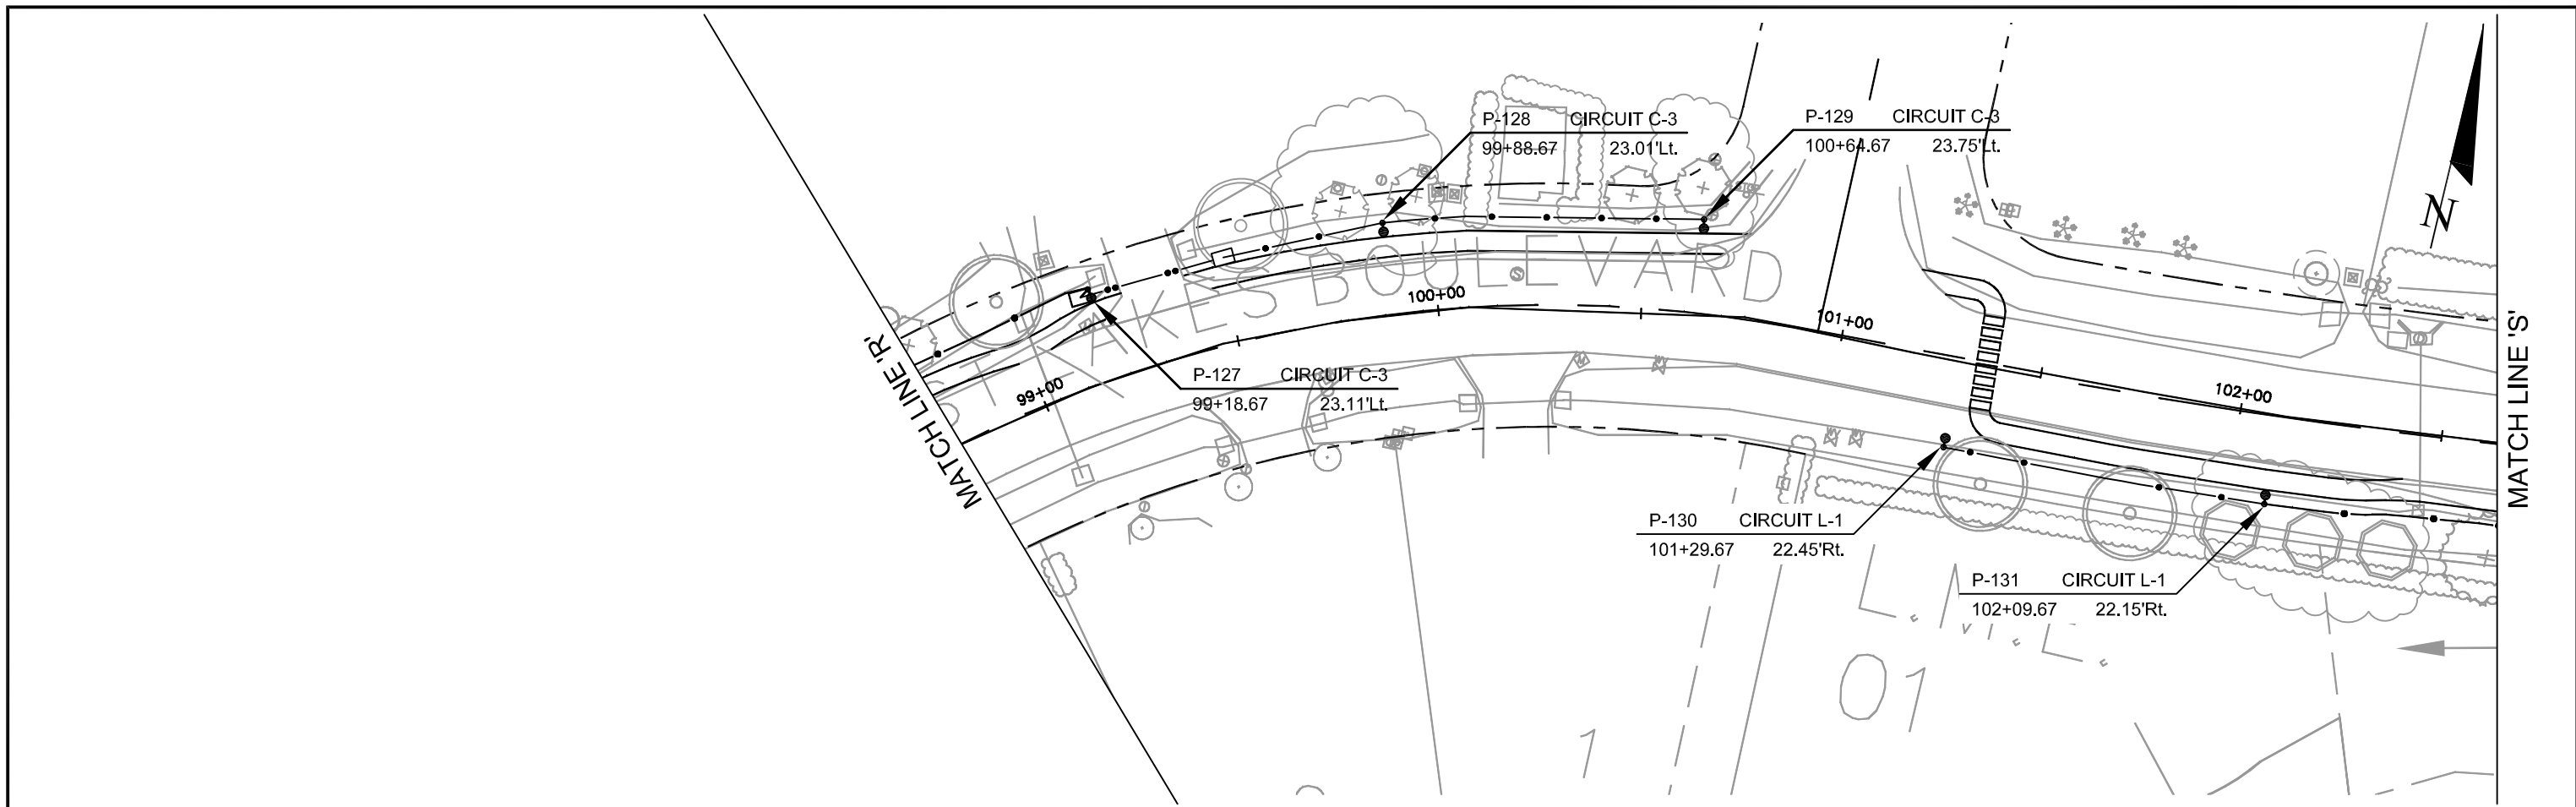 P-128 CIRCUIT C-3
99+88.67 23.01'Lt.
P-129 CIRCUIT C-3
100+64.67 23.75'Lt.
N
BOULEVARD
100+00
101+00
99+00
102+00
P-127 CIRCUIT C-3
99+18.67 23.11'Lt.
MATCH LINE 'R'
MATCH LINE 'S'
P-130 CIRCUIT L-1
101+29.67 22.45'Rt.
P-131 CIRCUIT L-1
102+09.67 22.15'Rt.